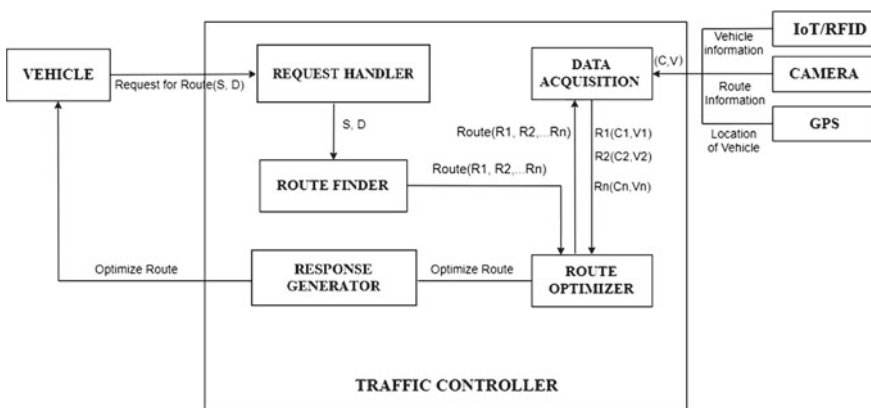 VEHICLE
Request for Route(S, D)
REQUEST HANDLER
S, D
ROUTE FINDER
Route(R1, R2,...Rn)
DATA
ACQUISITION
(C,V)
Route(R1, R2,...Rn)
R1(C1,V1)
R2(C2,V2)
Rn(Cn,Vn)
Vehicle
information
IoT/RFID
Route
Information
CAMERA
Location
of Vehicle
GPS
ROUTE
OPTIMIZER
Optimize Route
RESPONSE
GENERATOR
Optimize Route
TRAFFIC CONTROLLER